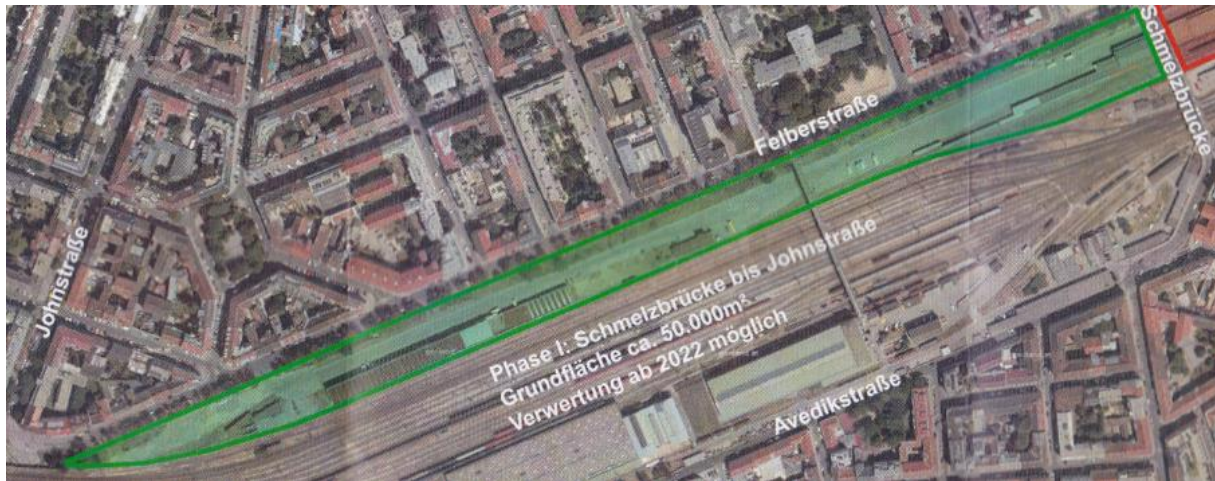 Schmelzbrücke
Felberstraße
Johnstraße
Phase I: Schmelzbrücke bis Johnstraße
Grundfläche ca. 50.000m².
Verwertung ab 2022 möglich
Avedikstraße